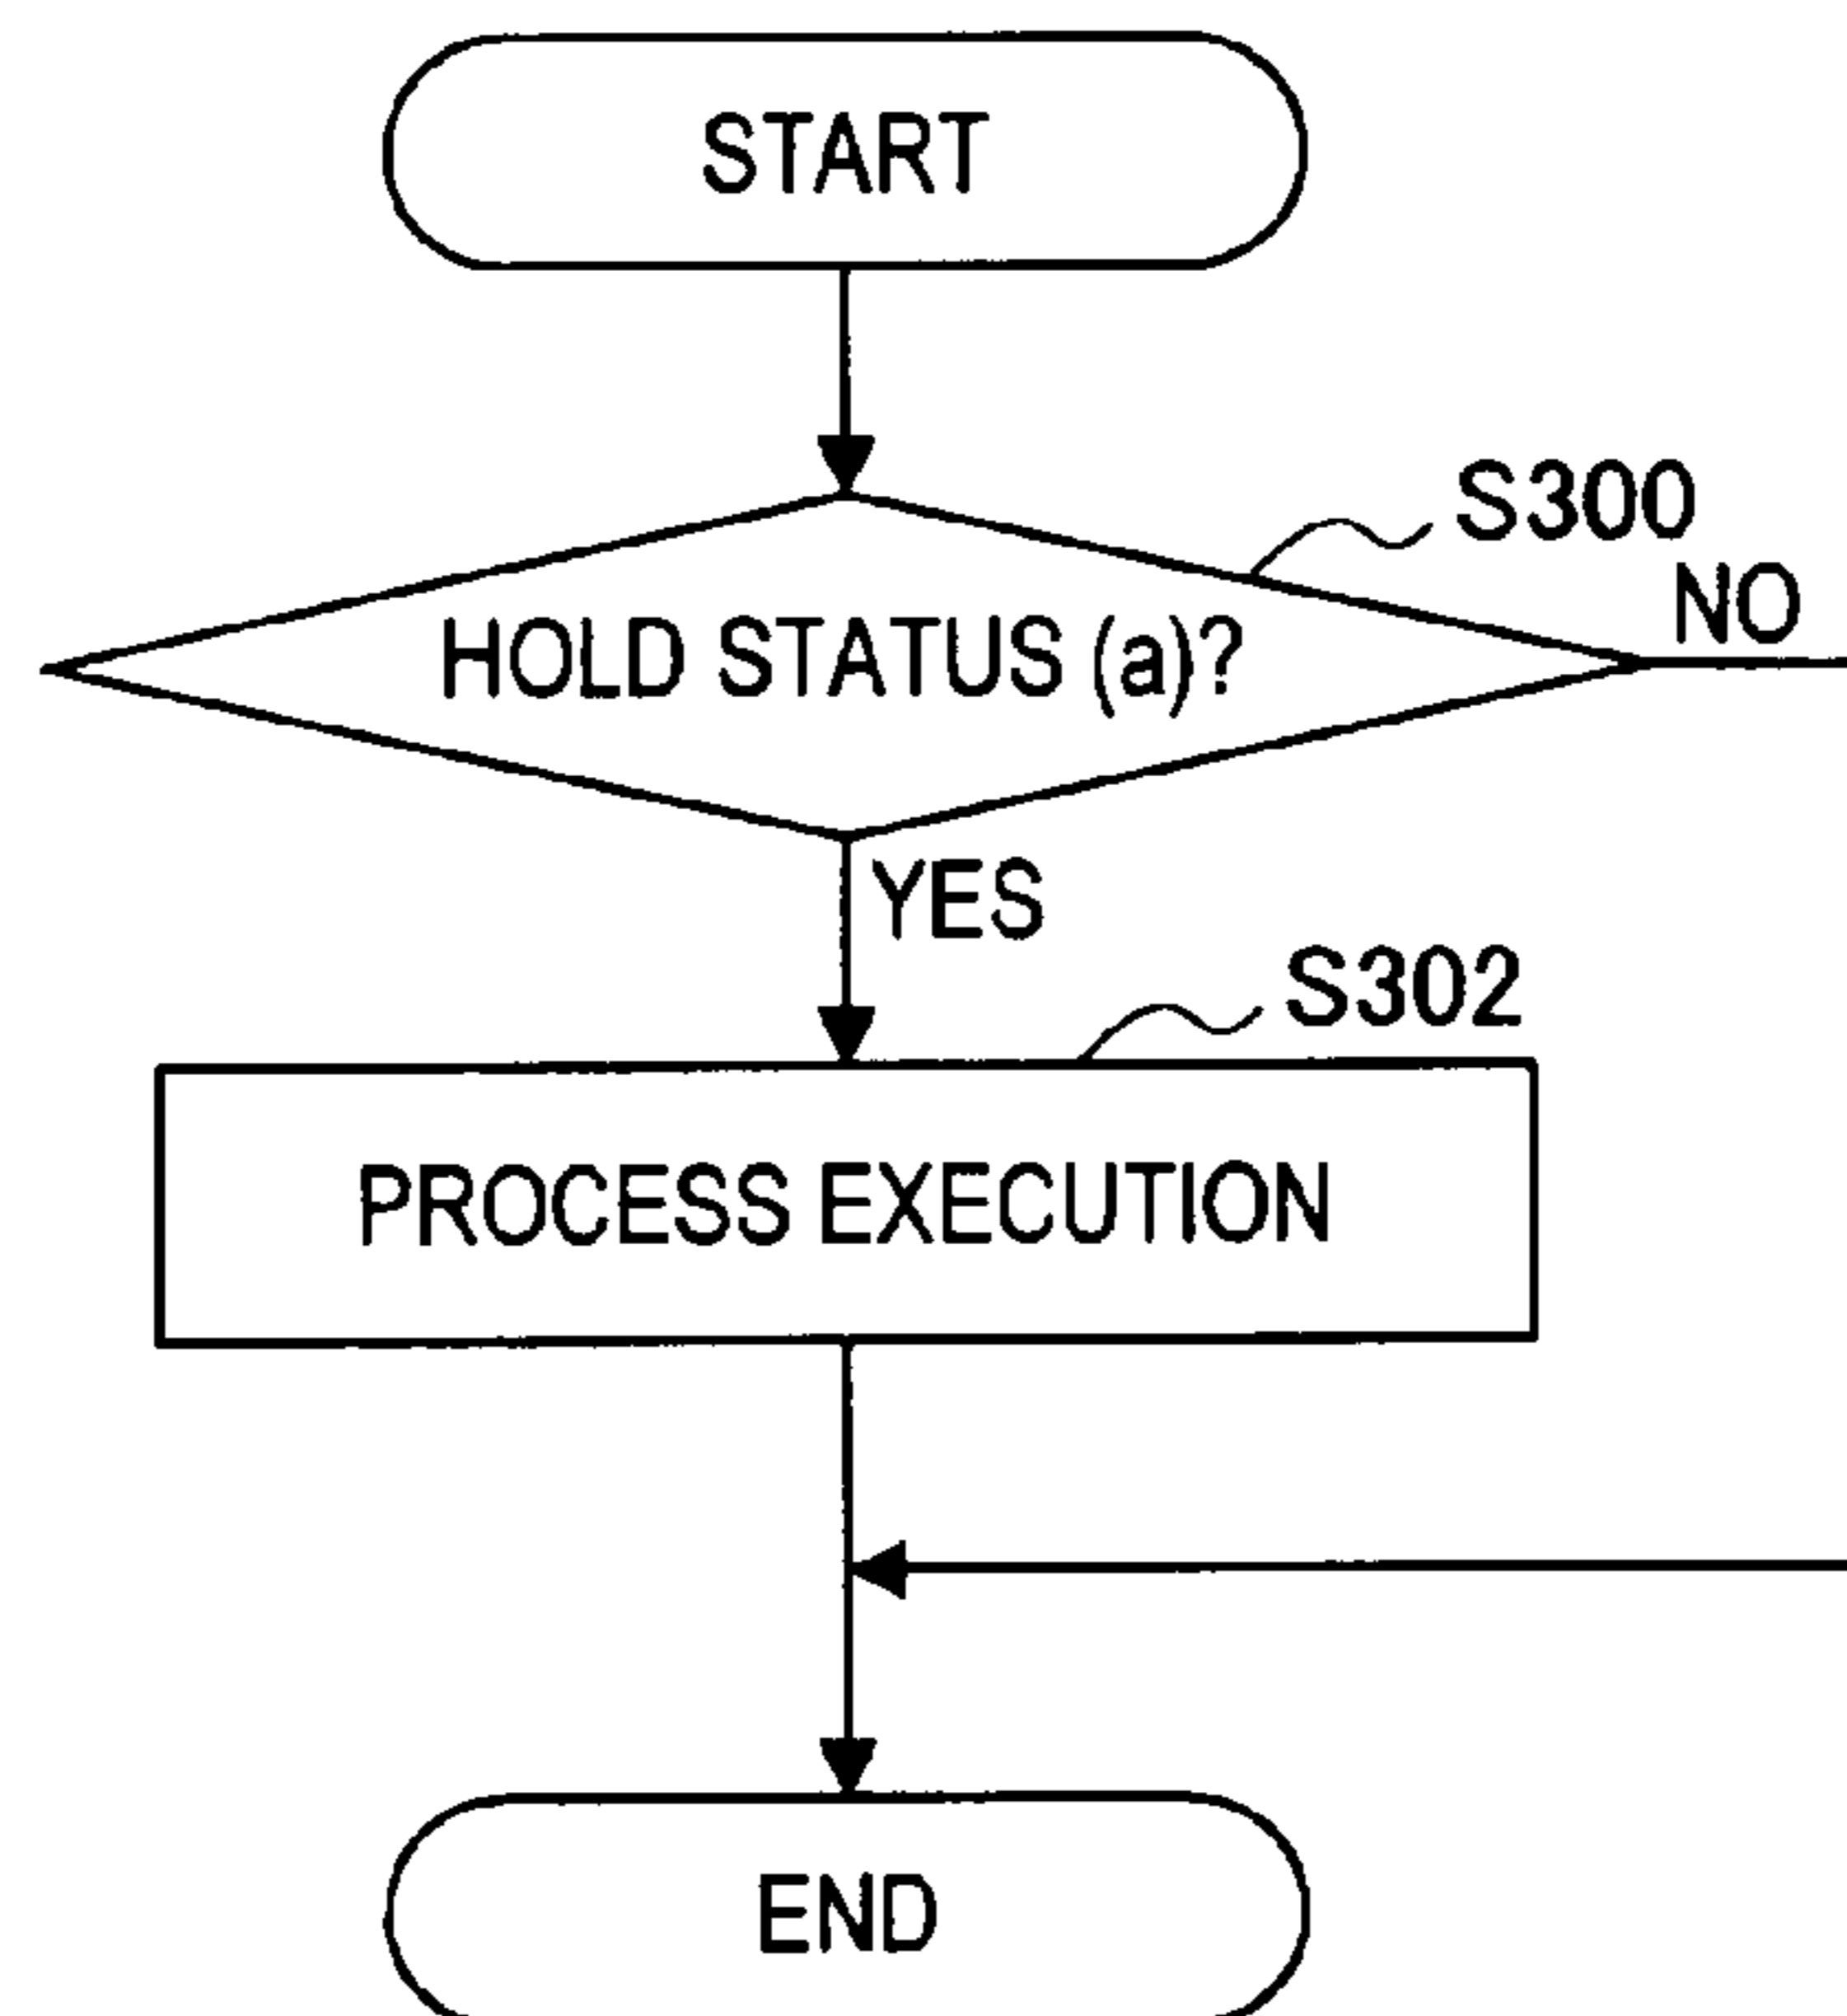 START
S300
NO
HOLD STATUS (a)?
YES
S302
PROCESS EXECUTION
END